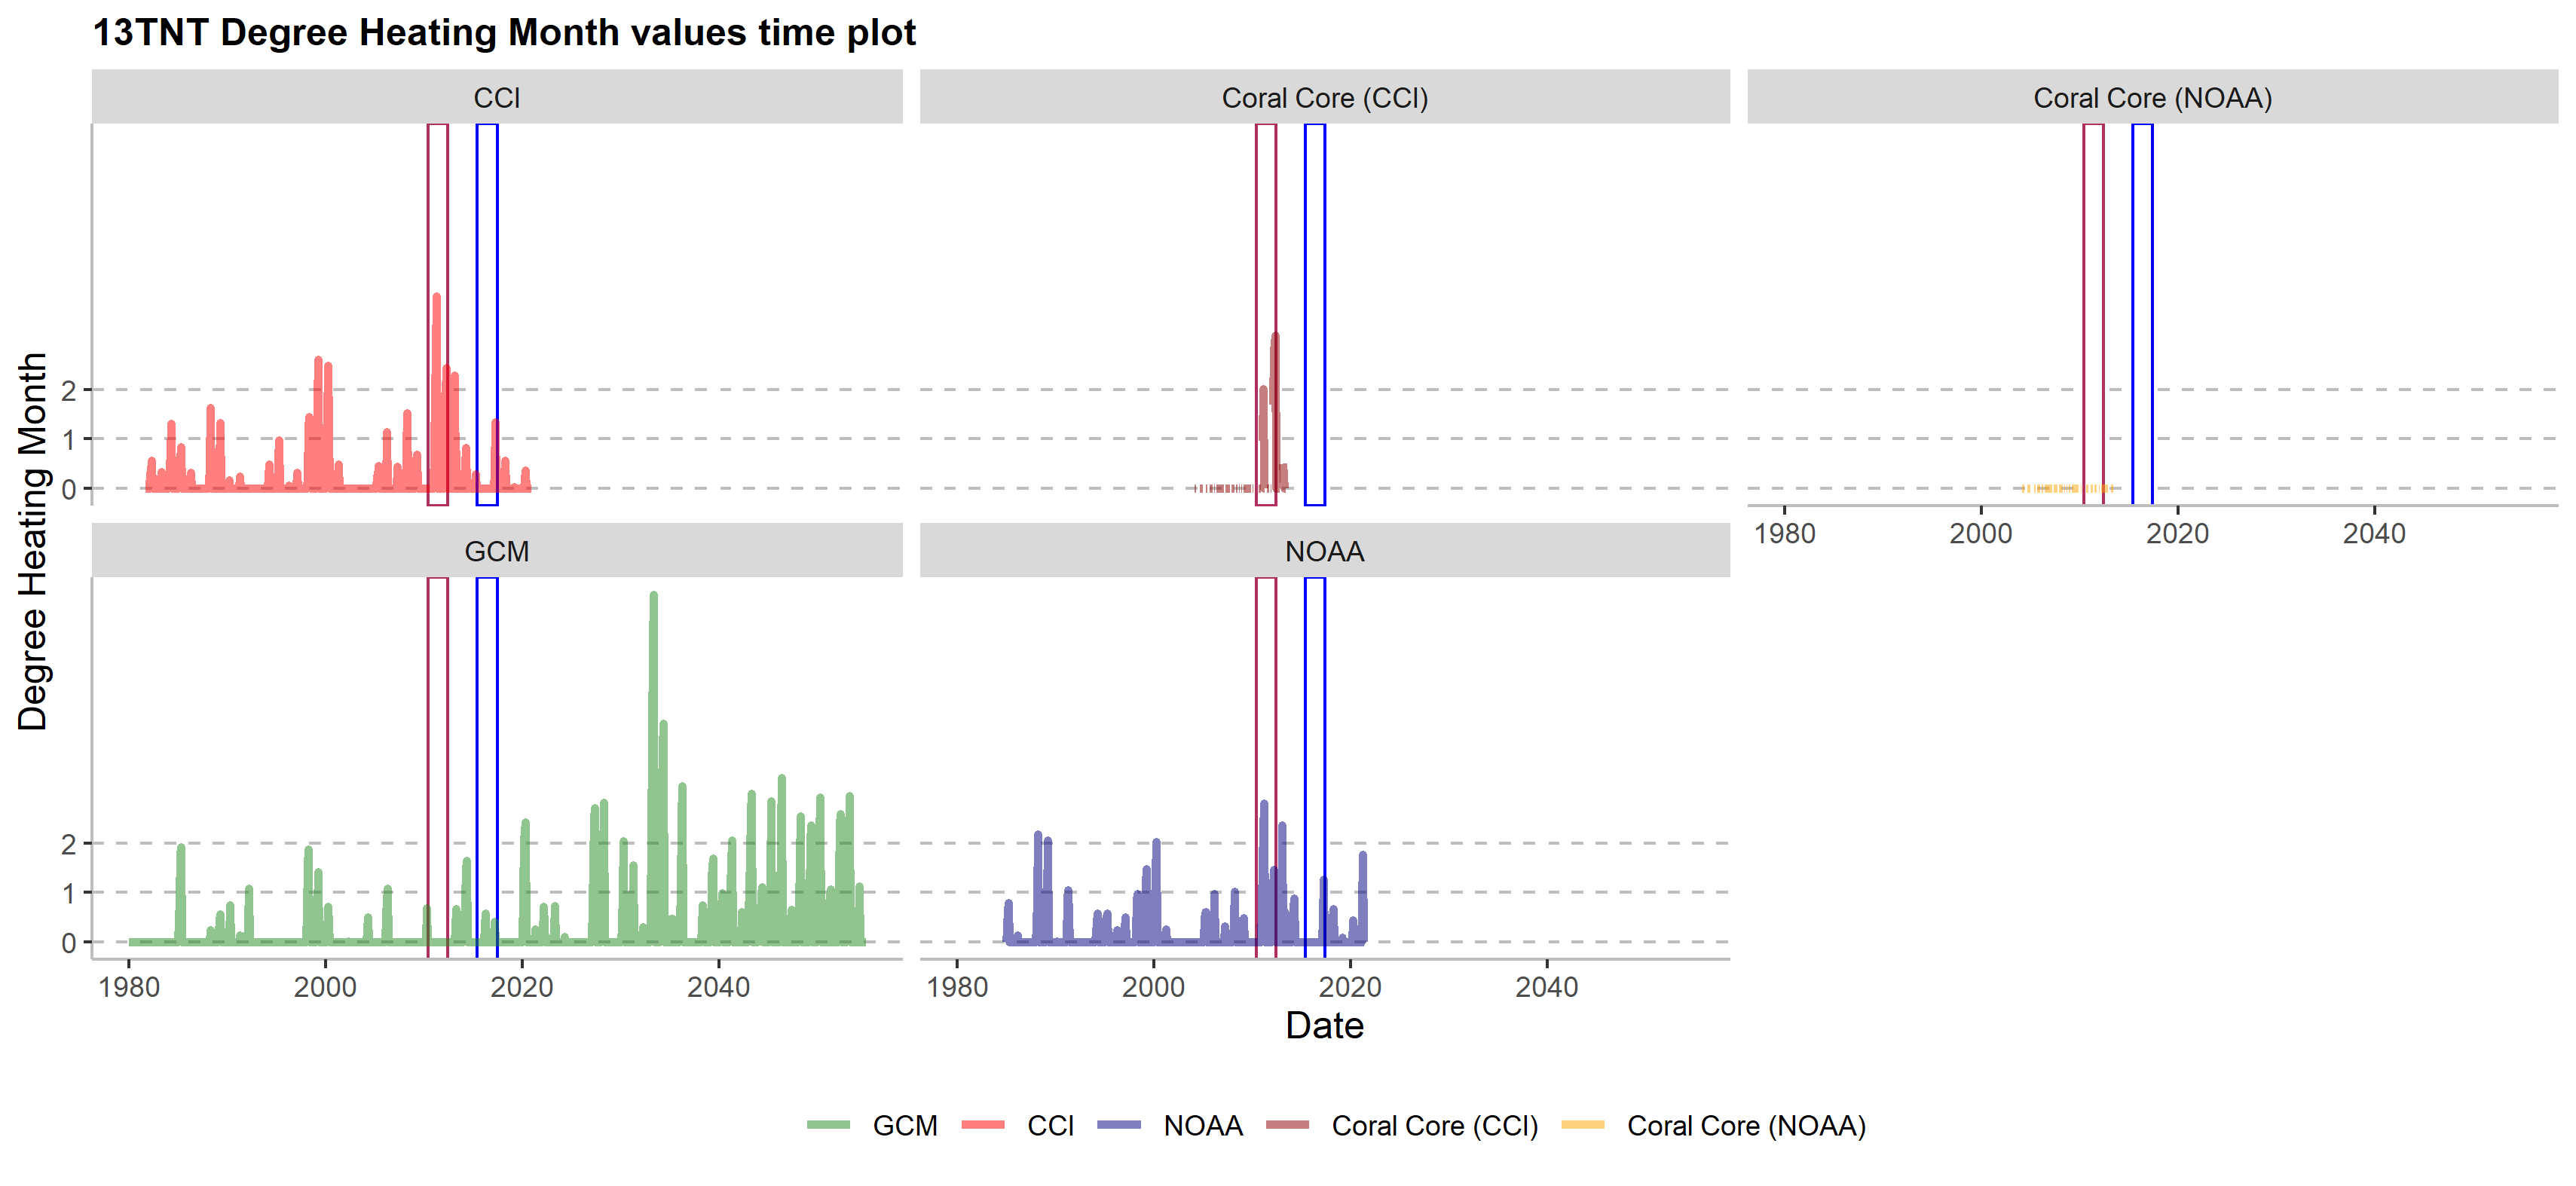 13TNT Degree Heating Month values time plot
CCI
Coral Core (CCI)
Coral Core (NOAA)
Degree Heating Month
2
1
0
1980 2000 2020 2040
GCM
NOAA
2
1
0
1980 2000 2020 2040
1980 2000 2020 2040
Date
GCM CCI NOAA Coral Core (CCI) Coral Core (NOAA)